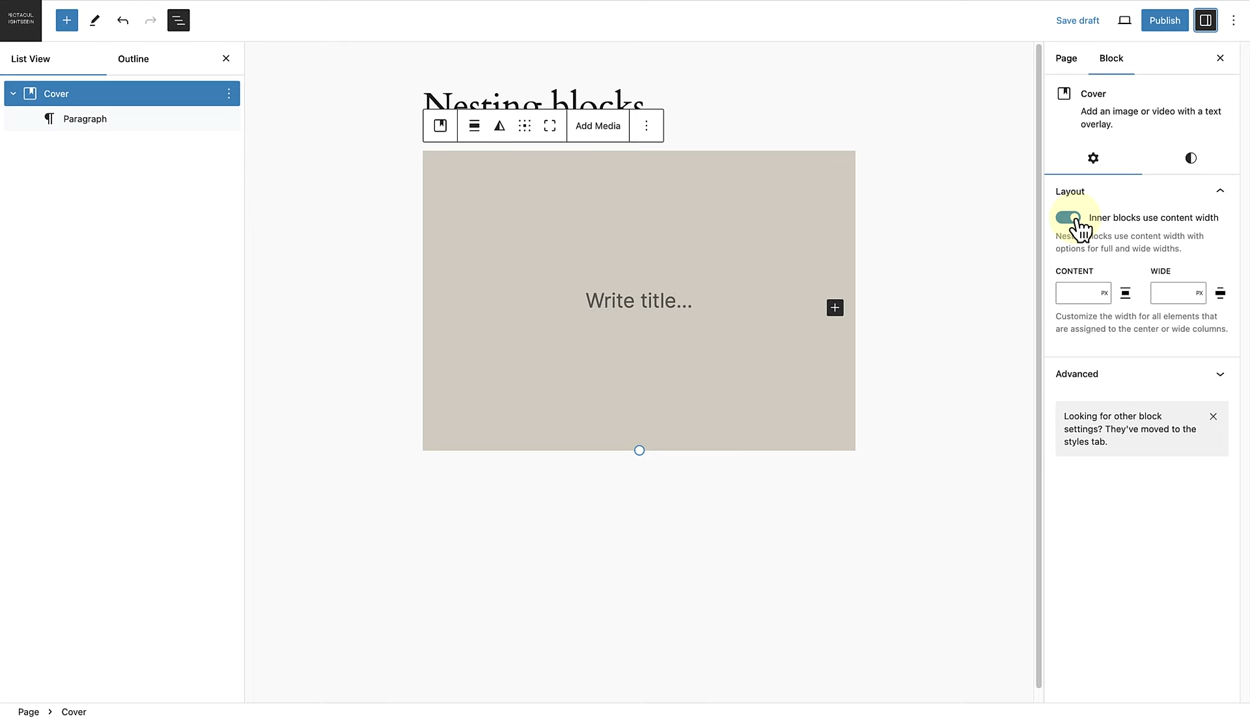 Save draft
Publish
List View
Outline
Cover
Paragraph
Nesting blocks
Add Media
Write title...
Page
Block
Cover
Add an image or video with a text
overlay.
Layout
Inner blocks use content width
blocks use content width with
options for full and wide widths.
CONTENT
WIDE
PX
PX
Customize the width for all elements that
are assigned to the center or wide columns.
Advanced
Looking for other block
settings? They've moved to the
styles tab.
Page
Cover